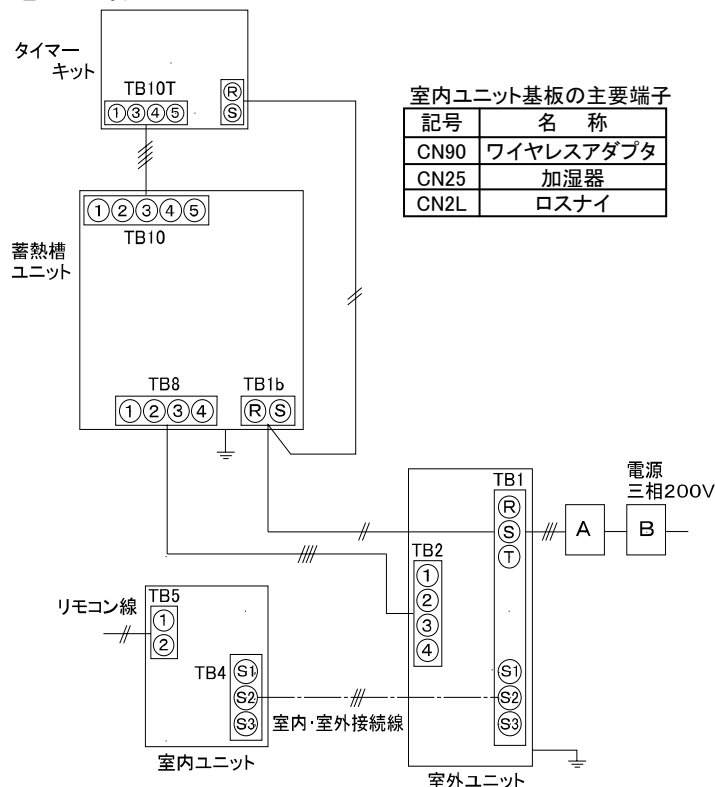 タイマー
キット
TB10T
①③④⑤
Ⓡ
Ⓢ
室内ユニット基板の主要端子
記号 名 称
CN90 ワイヤレスアダプタ
CN25 加湿器
CN2L ロスナイ
①②③④⑤
TB10
蓄熱槽
ユニット
TB8
①②③④
TB1b
ⓇⓈ
電源
三相200V
TB1
Ⓡ
Ⓢ
Ⓣ
A
B
TB2
①
②
③
④
リモコン線
TB5
①
②
TB4
S1
S2
S3
室内・室外接続線
S1
S2
S3
室内ユニット
室外ユニット